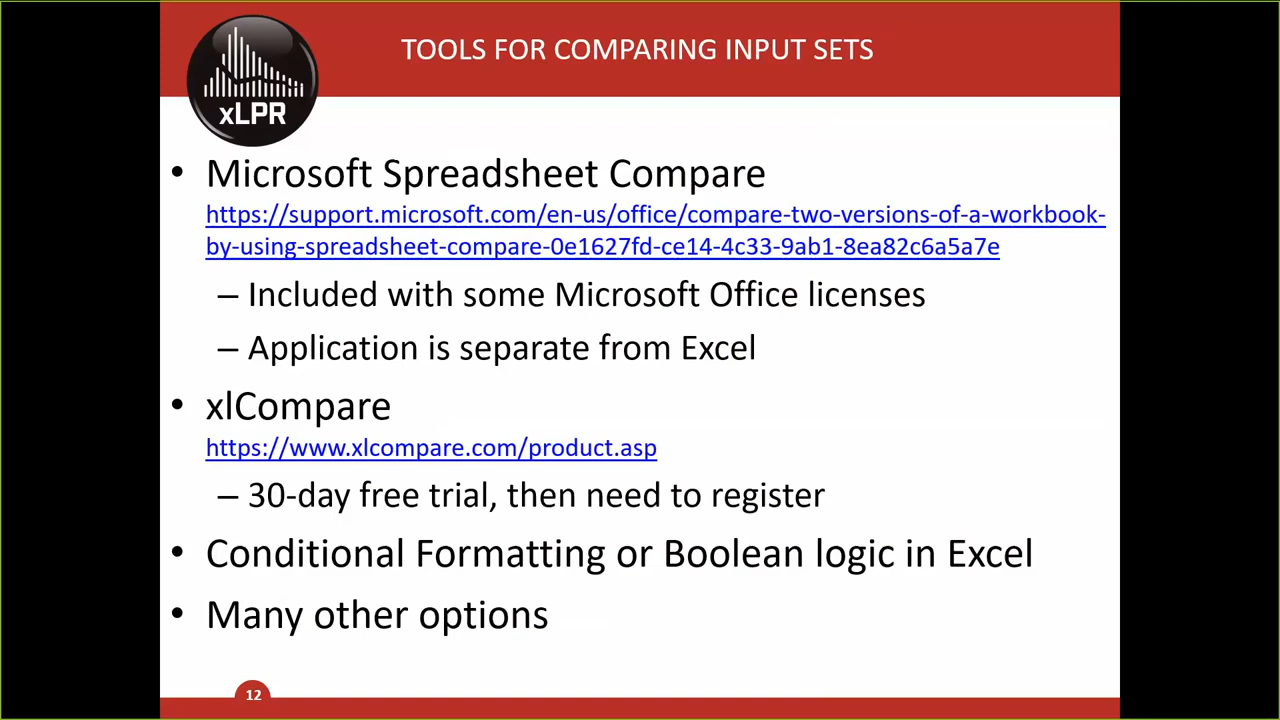 xLPR
TOOLS FOR COMPARING INPUT SETS
• Microsoft Spreadsheet Compare
https://support.microsoft.com/en-us/office/compare-two-versions-of-a-workbook-
by-using-spreadsheet-compare-0e1627fd-ce14-4c33-9ab1-8ea82c6a5a7e
– Included with some Microsoft Office licenses
– Application is separate from Excel
• xlCompare
https://www.xlcompare.com/product.asp
– 30-day free trial, then need to register
• Conditional Formatting or Boolean logic in Excel
• Many other options
12